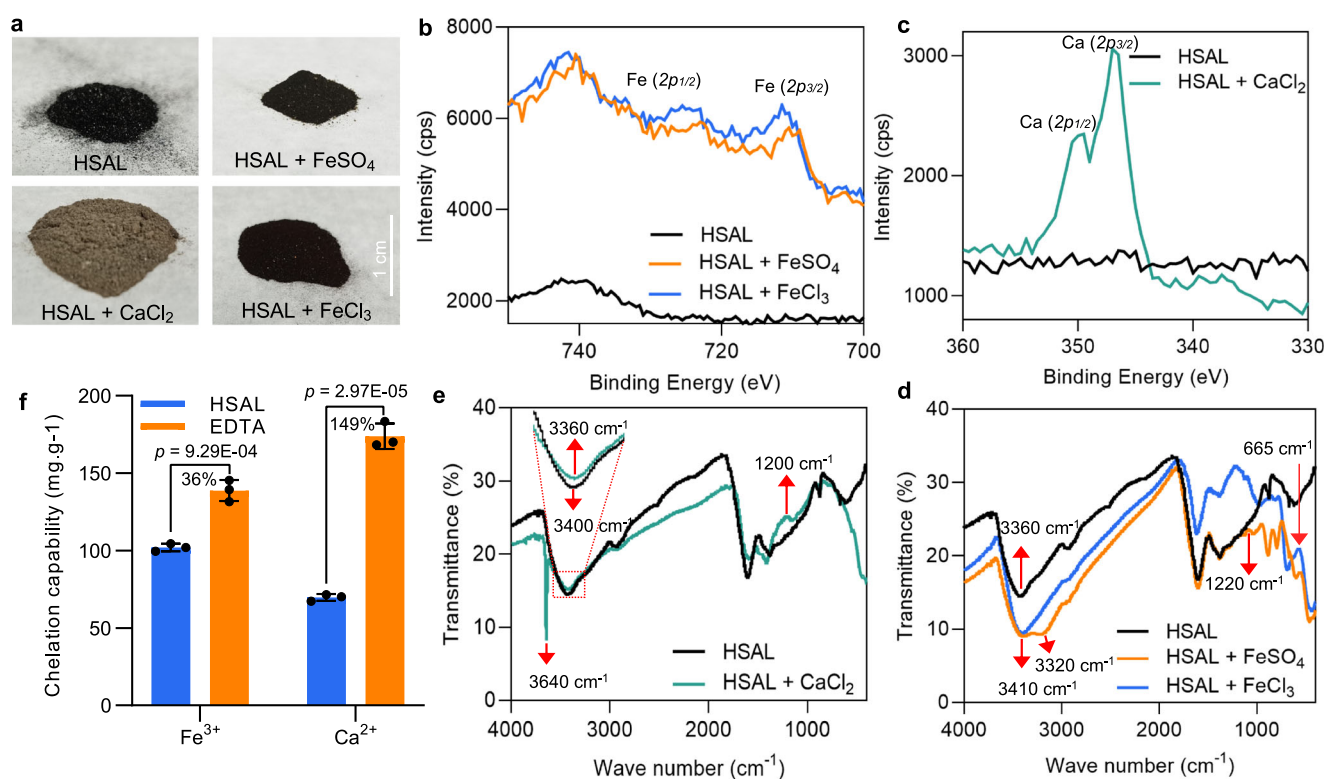 a
HSAL
HSAL + FeSO₄
HSAL + CaCl₂
HSAL + FeCl₃
1 cm
b
8000
6000
4000
2000
Intensity (cps)
Fe (2p1/2)
Fe (2p3/2)
HSAL
HSAL + FeSO₄
HSAL + FeCl₃
740
720
700
Binding Energy (eV)
c
3000
2000
1000
Intensity (cps)
Ca (2p3/2)
Ca (2p1/2)
HSAL
HSAL + CaCl₂
360
350
340
330
Binding Energy (eV)
f
200
150
100
50
0
Chelation capability (mg.g-1)
HSAL
EDTA
p = 9.29E-04
36%
p = 2.97E-05
149%
Fe³⁺
Ca²⁺
e
40
30
20
10
0
Transmittance (%)
3360 cm⁻¹
3400 cm⁻¹
1200 cm⁻¹
3640 cm⁻¹
HSAL
HSAL + CaCl₂
4000
3000
2000
1000
Wave number (cm⁻¹)
d
40
30
20
10
0
Transmittance (%)
3360 cm⁻¹
665 cm⁻¹
1220 cm⁻¹
3320 cm⁻¹
3410 cm⁻¹
HSAL
HSAL + FeSO₄
HSAL + FeCl₃
4000
3000
2000
1000
Wave number (cm⁻¹)